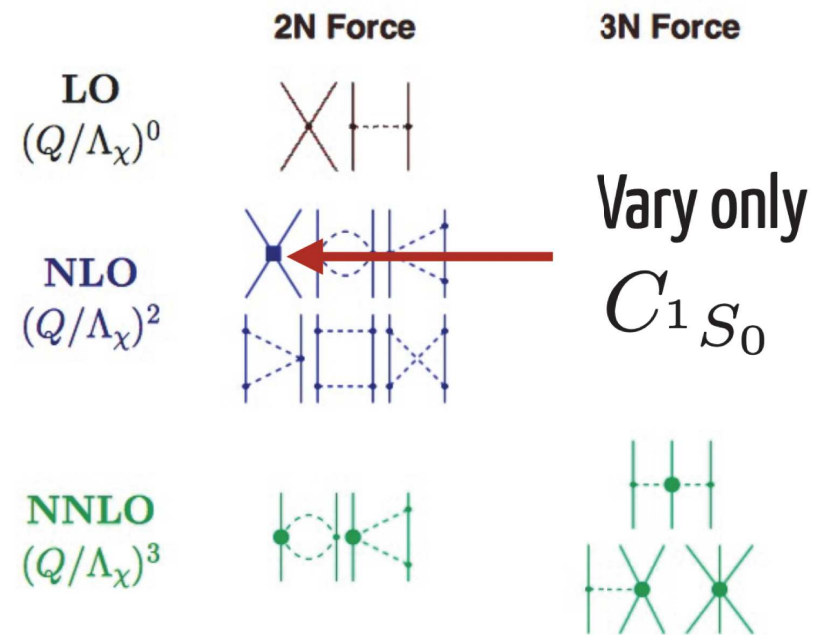 2N Force
3N Force
LO
(Q/Λχ)⁰
Vary only
C₁S₀
NLO
(Q/Λχ)²
NNLO
(Q/Λχ)³